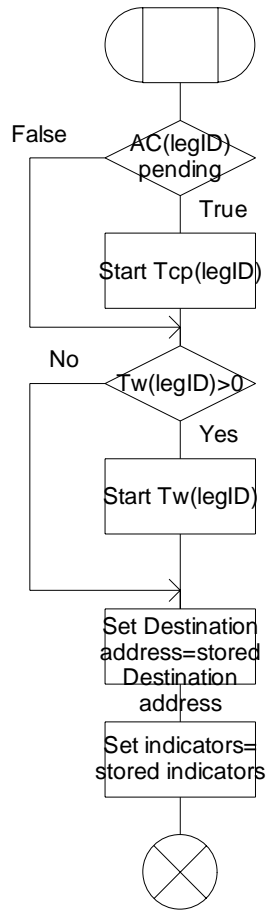 False
AC(legID)
pending
True
Start Tcp(legID)
No
Tw(legID)>0
Yes
Start Tw(legID)
Set Destination
address=stored
Destination
address
Set indicators=
stored indicators